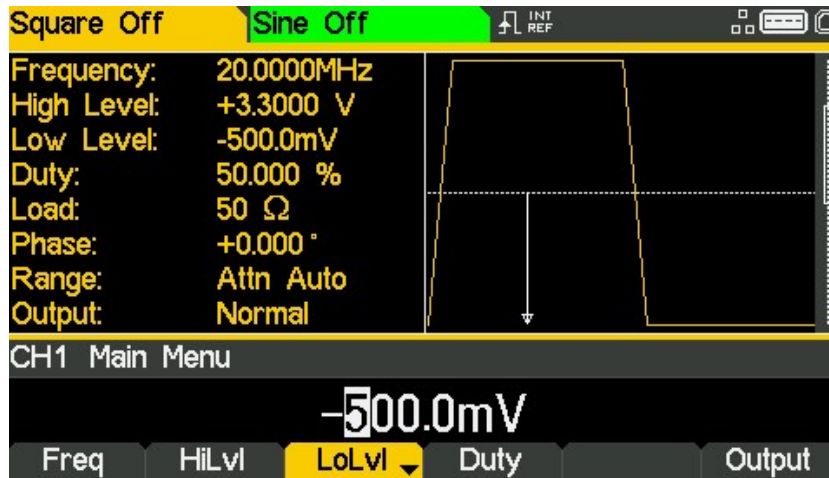 Square Off
Sine Off
INT
REF
Frequency: 20.0000MHz
High Level: +3.3000 V
Low Level: -500.0mV
Duty: 50.000 %
Load: 50 Ω
Phase: +0.000 °
Range: Attn Auto
Output: Normal
CH1 Main Menu
-500.0mV
Freq HiLvl LoLvl Duty Output